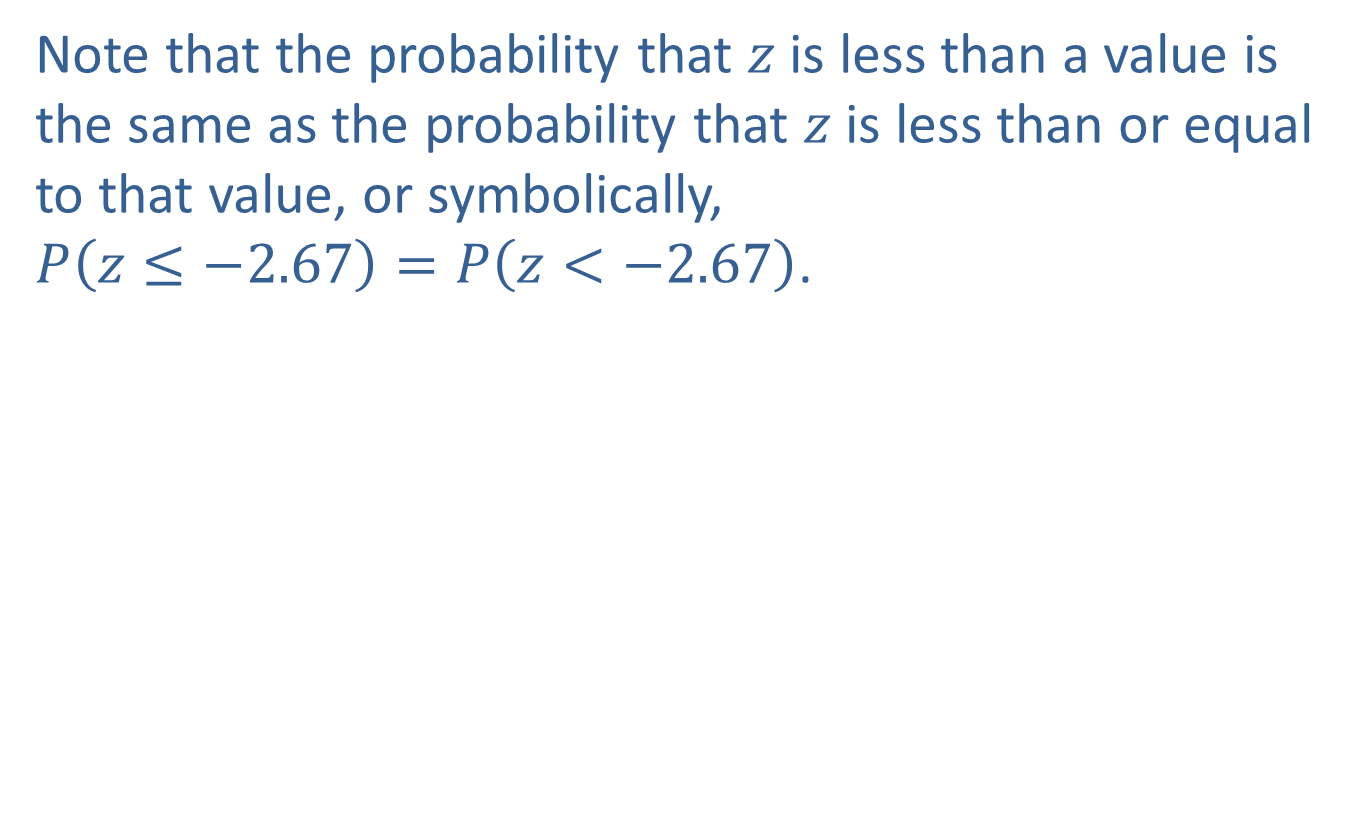 Note that the probability that 𝑧 is less than a value is
the same as the probability that 𝑧 is less than or equal
to that value, or symbolically,
𝑃(𝑧 ≤ −2.67) = 𝑃(𝑧 < −2.67).